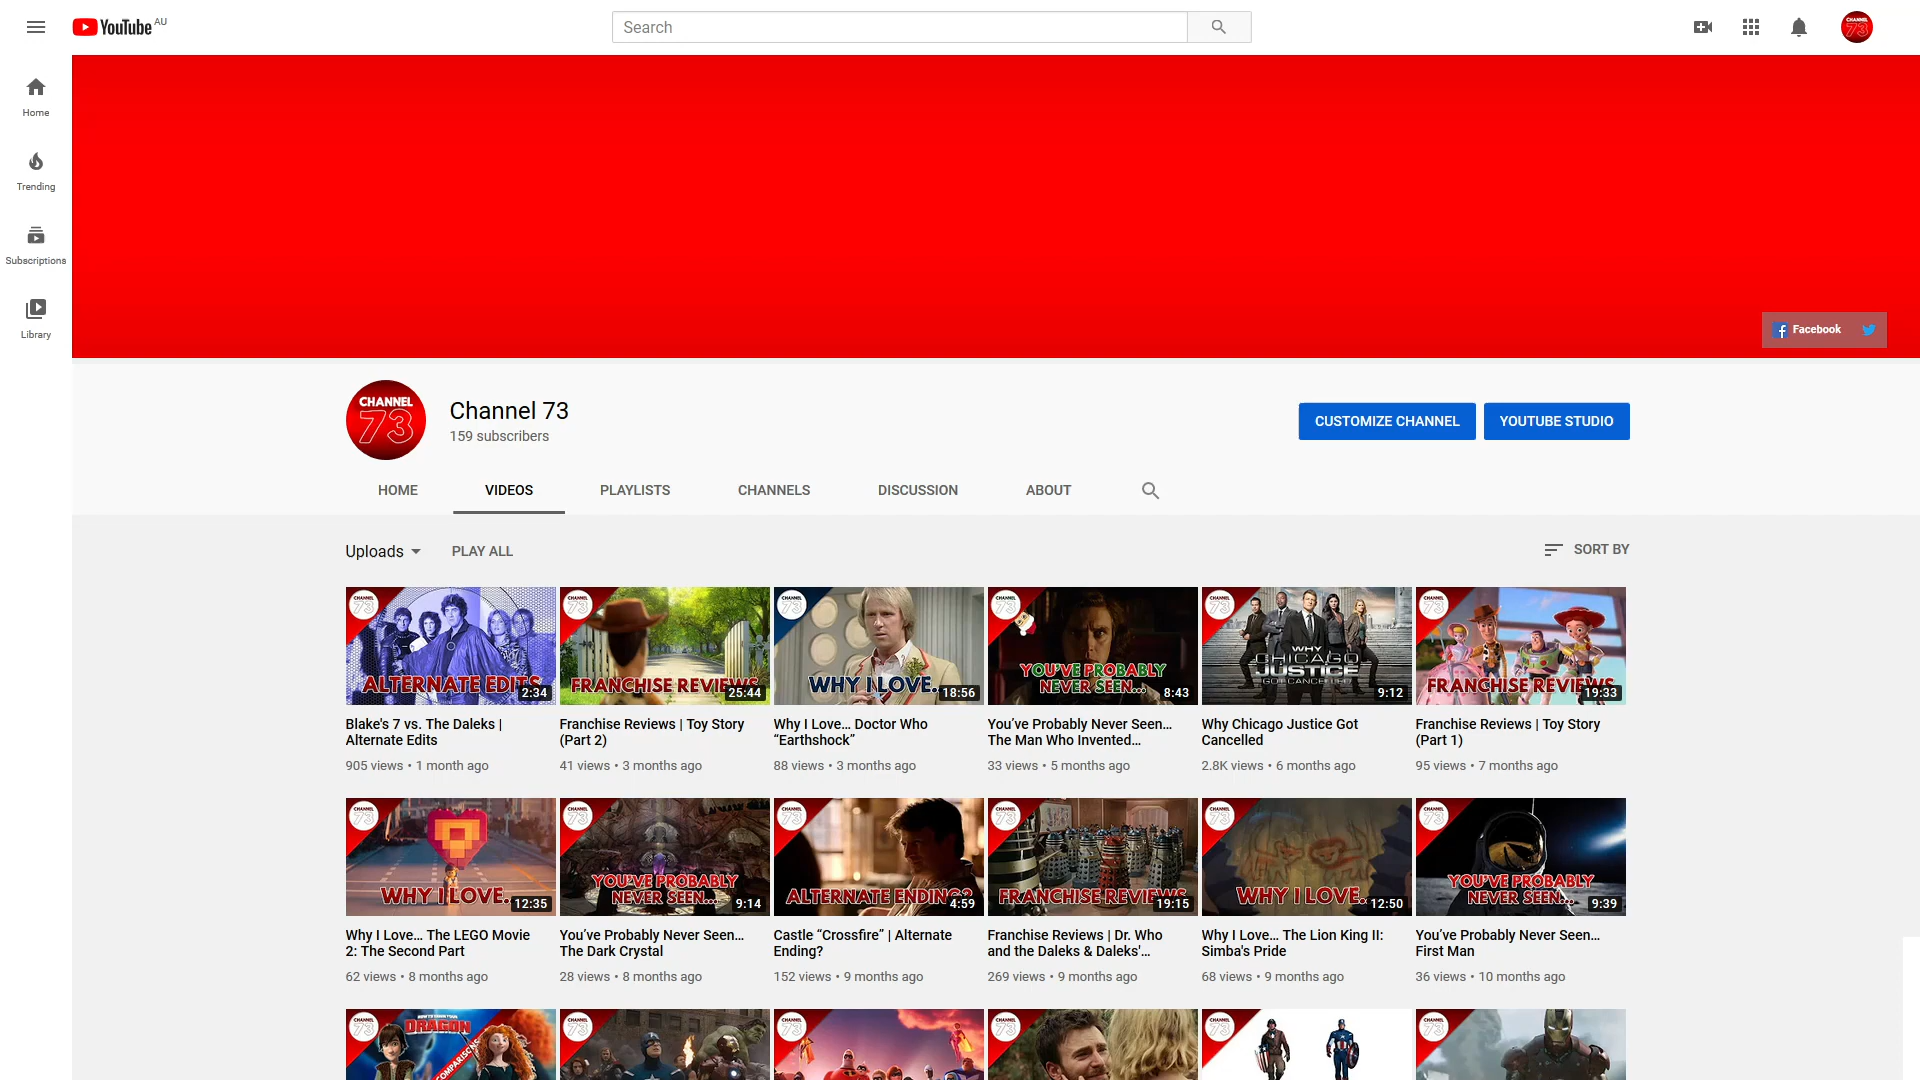 YouTube AU
Search
Home
Trending
Subscriptions
Library
Facebook
CHANNEL
73
Channel 73
159 subscribers
CUSTOMIZE CHANNEL
YOUTUBE STUDIO
HOME
VIDEOS
PLAYLISTS
CHANNELS
DISCUSSION
ABOUT
Uploads
PLAY ALL
SORT BY
ALTERNATE EDITS
2:34
FRANCHISE REVIEWS
25:44
WHY I LOVE...
18:56
YOU'VE PROBABLY
NEVER SEEN...
8:43
WHY
CHICAGO
JUSTICE
GOT CANCELLED
9:12
FRANCHISE REVIEWS
19:33
Blake's 7 vs. The Daleks |
Alternate Edits
905 views • 1 month ago
Franchise Reviews | Toy Story
(Part 2)
41 views • 3 months ago
Why I Love… Doctor Who
“Earthshock”
88 views • 3 months ago
You’ve Probably Never Seen…
The Man Who Invented…
33 views • 5 months ago
Why Chicago Justice Got
Cancelled
2.8K views • 6 months ago
Franchise Reviews | Toy Story
(Part 1)
95 views • 7 months ago
WHY I LOVE...
12:35
YOU'VE PROBABLY
NEVER SEEN...
9:14
ALTERNATE ENDING?
4:59
FRANCHISE REVIEWS
19:15
WHY I LOVE...
12:50
YOU'VE PROBABLY
NEVER SEEN...
9:39
Why I Love… The LEGO Movie
2: The Second Part
62 views • 8 months ago
You’ve Probably Never Seen…
The Dark Crystal
28 views • 8 months ago
Castle “Crossfire” | Alternate
Ending?
152 views • 9 months ago
Franchise Reviews | Dr. Who
and the Daleks & Daleks'…
269 views • 9 months ago
Why I Love… The Lion King II:
Simba's Pride
68 views • 9 months ago
You’ve Probably Never Seen…
First Man
36 views • 10 months ago
DRAGON
COMPARISONS